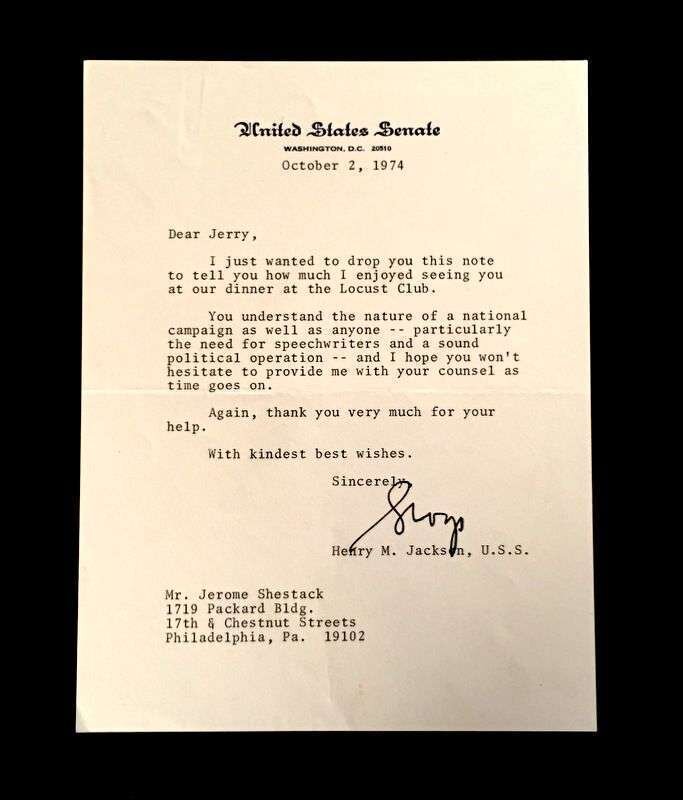 United States Senate
WASHINGTON, D.C. 20510
October 2, 1974
Dear Jerry,
I just wanted to drop you this note
to tell you how much I enjoyed seeing you
at our dinner at the Locust Club.
You understand the nature of a national
campaign as well as anyone -- particularly
the need for speechwriters and a sound
political operation -- and I hope you won't
hesitate to provide me with your counsel as
time goes on.
Again, thank you very much for your
help.
With kindest best wishes.
Sincerely,
Henry M. Jackson, U.S.S.
Mr. Jerome Shestack
1719 Packard Bldg.
17th & Chestnut Streets
Philadelphia, Pa. 19102